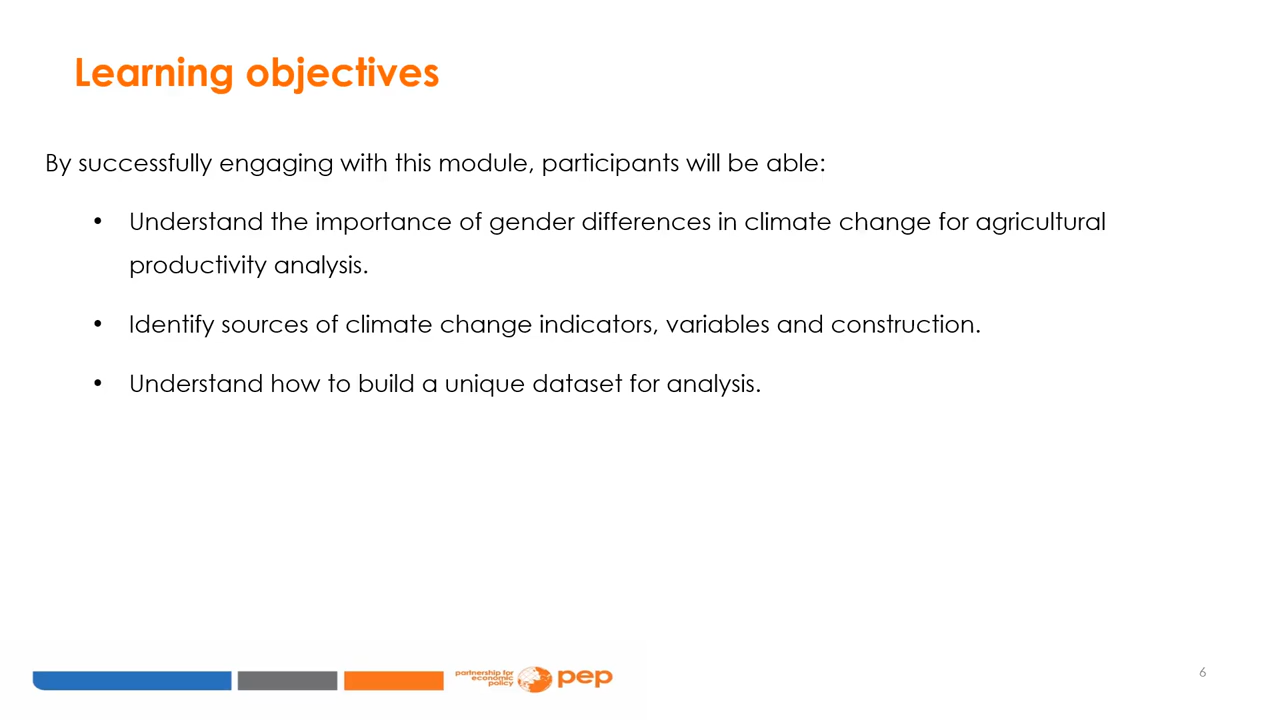 Learning objectives
By successfully engaging with this module, participants will be able:
• Understand the importance of gender differences in climate change for agricultural
productivity analysis.
• Identify sources of climate change indicators, variables and construction.
• Understand how to build a unique dataset for analysis.
partnership for
economic
policy
pep
6